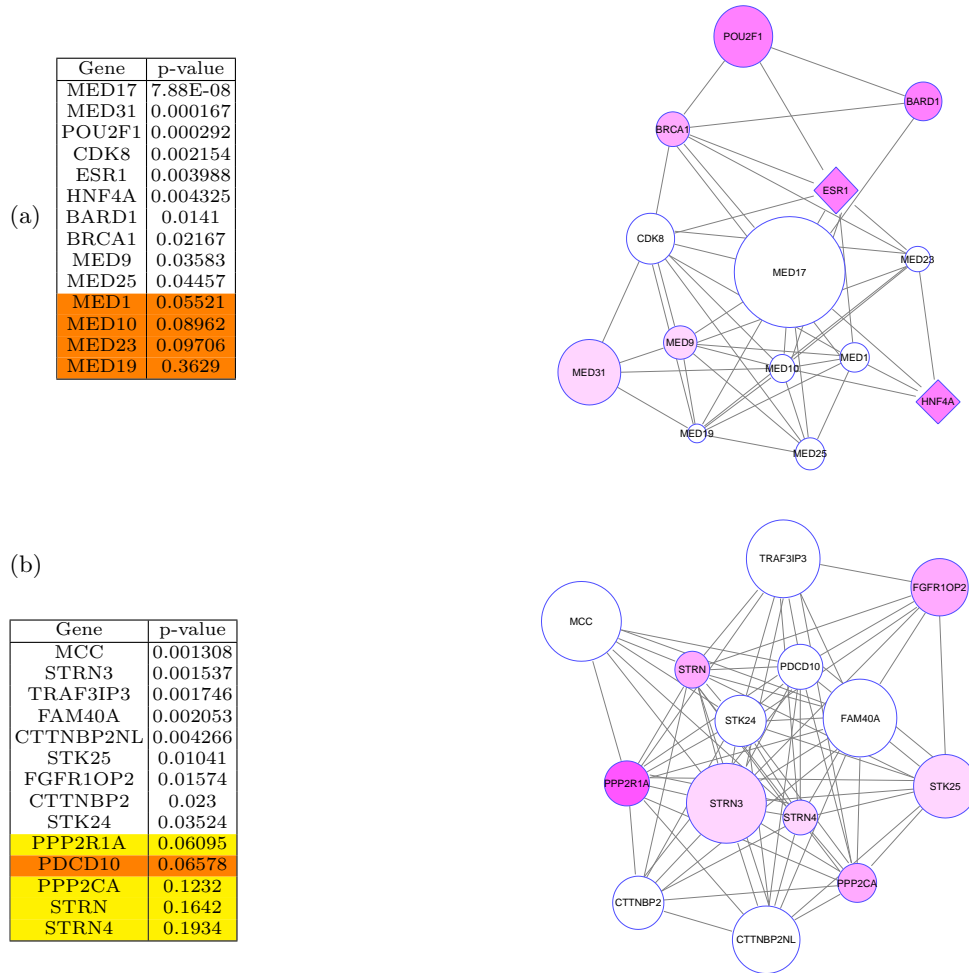 (a)
Gene p-value
MED17 7.88E-08
MED31 0.000167
POU2F1 0.000292
CDK8 0.002154
ESR1 0.003988
HNF4A 0.004325
BARD1 0.0141
BRCA1 0.02167
MED9 0.03583
MED25 0.04457
MED1 0.05521
MED10 0.08962
MED23 0.09706
MED19 0.3629
POU2F1
BARD1
BRCA1
ESR1
CDK8
MED23
MED17
MED9
MED1
MED10
MED31
HNF4A
MED19
MED25
(b)
Gene p-value
MCC 0.001308
STRN3 0.001537
TRAF3IP3 0.001746
FAM40A 0.002053
CTTNBP2NL 0.004266
STK25 0.01041
FGFR1OP2 0.01574
CTTNBP2 0.023
STK24 0.03524
PPP2R1A 0.06095
PDCD10 0.06578
PPP2CA 0.1232
STRN 0.1642
STRN4 0.1934
TRAF3IP3
FGFR1OP2
MCC
STRN
PDCD10
STK24
FAM40A
PPP2R1A
STK25
STRN3
STRN4
PPP2CA
CTTNBP2
CTTNBP2NL